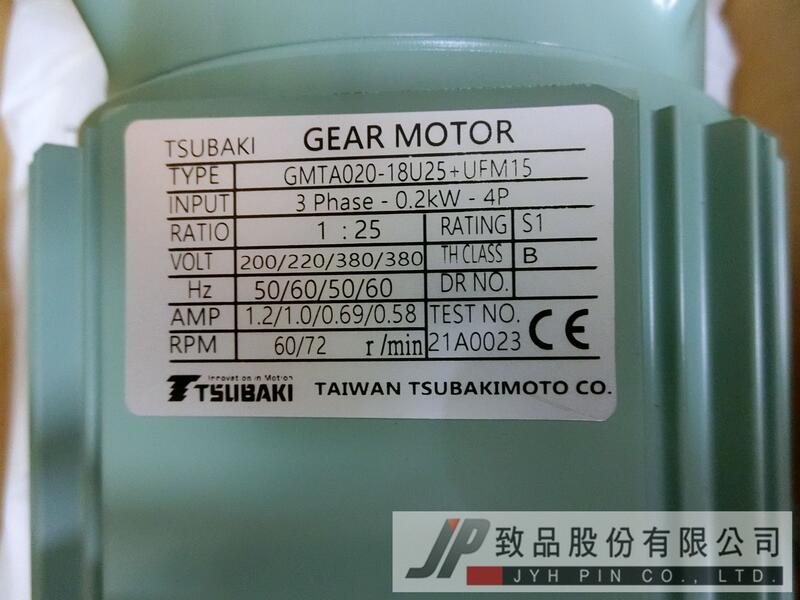 TSUBAKI GEAR MOTOR
TYPE GMTA020-18U25+UFM15
INPUT 3 Phase - 0.2kW - 4P
RATIO 1 : 25 RATING S1
VOLT 200/220/380/380 TH CLASS B
Hz 50/60/50/60 DR NO.
AMP 1.2/1.0/0.69/0.58 TEST NO.
RPM 60/72 r/min 21A0023 CE
Innovation in Motion
TSUBAKI TAIWAN TSUBAKIMOTO CO.
JP 致品股份有限公司
JYH PIN CO., LTD.